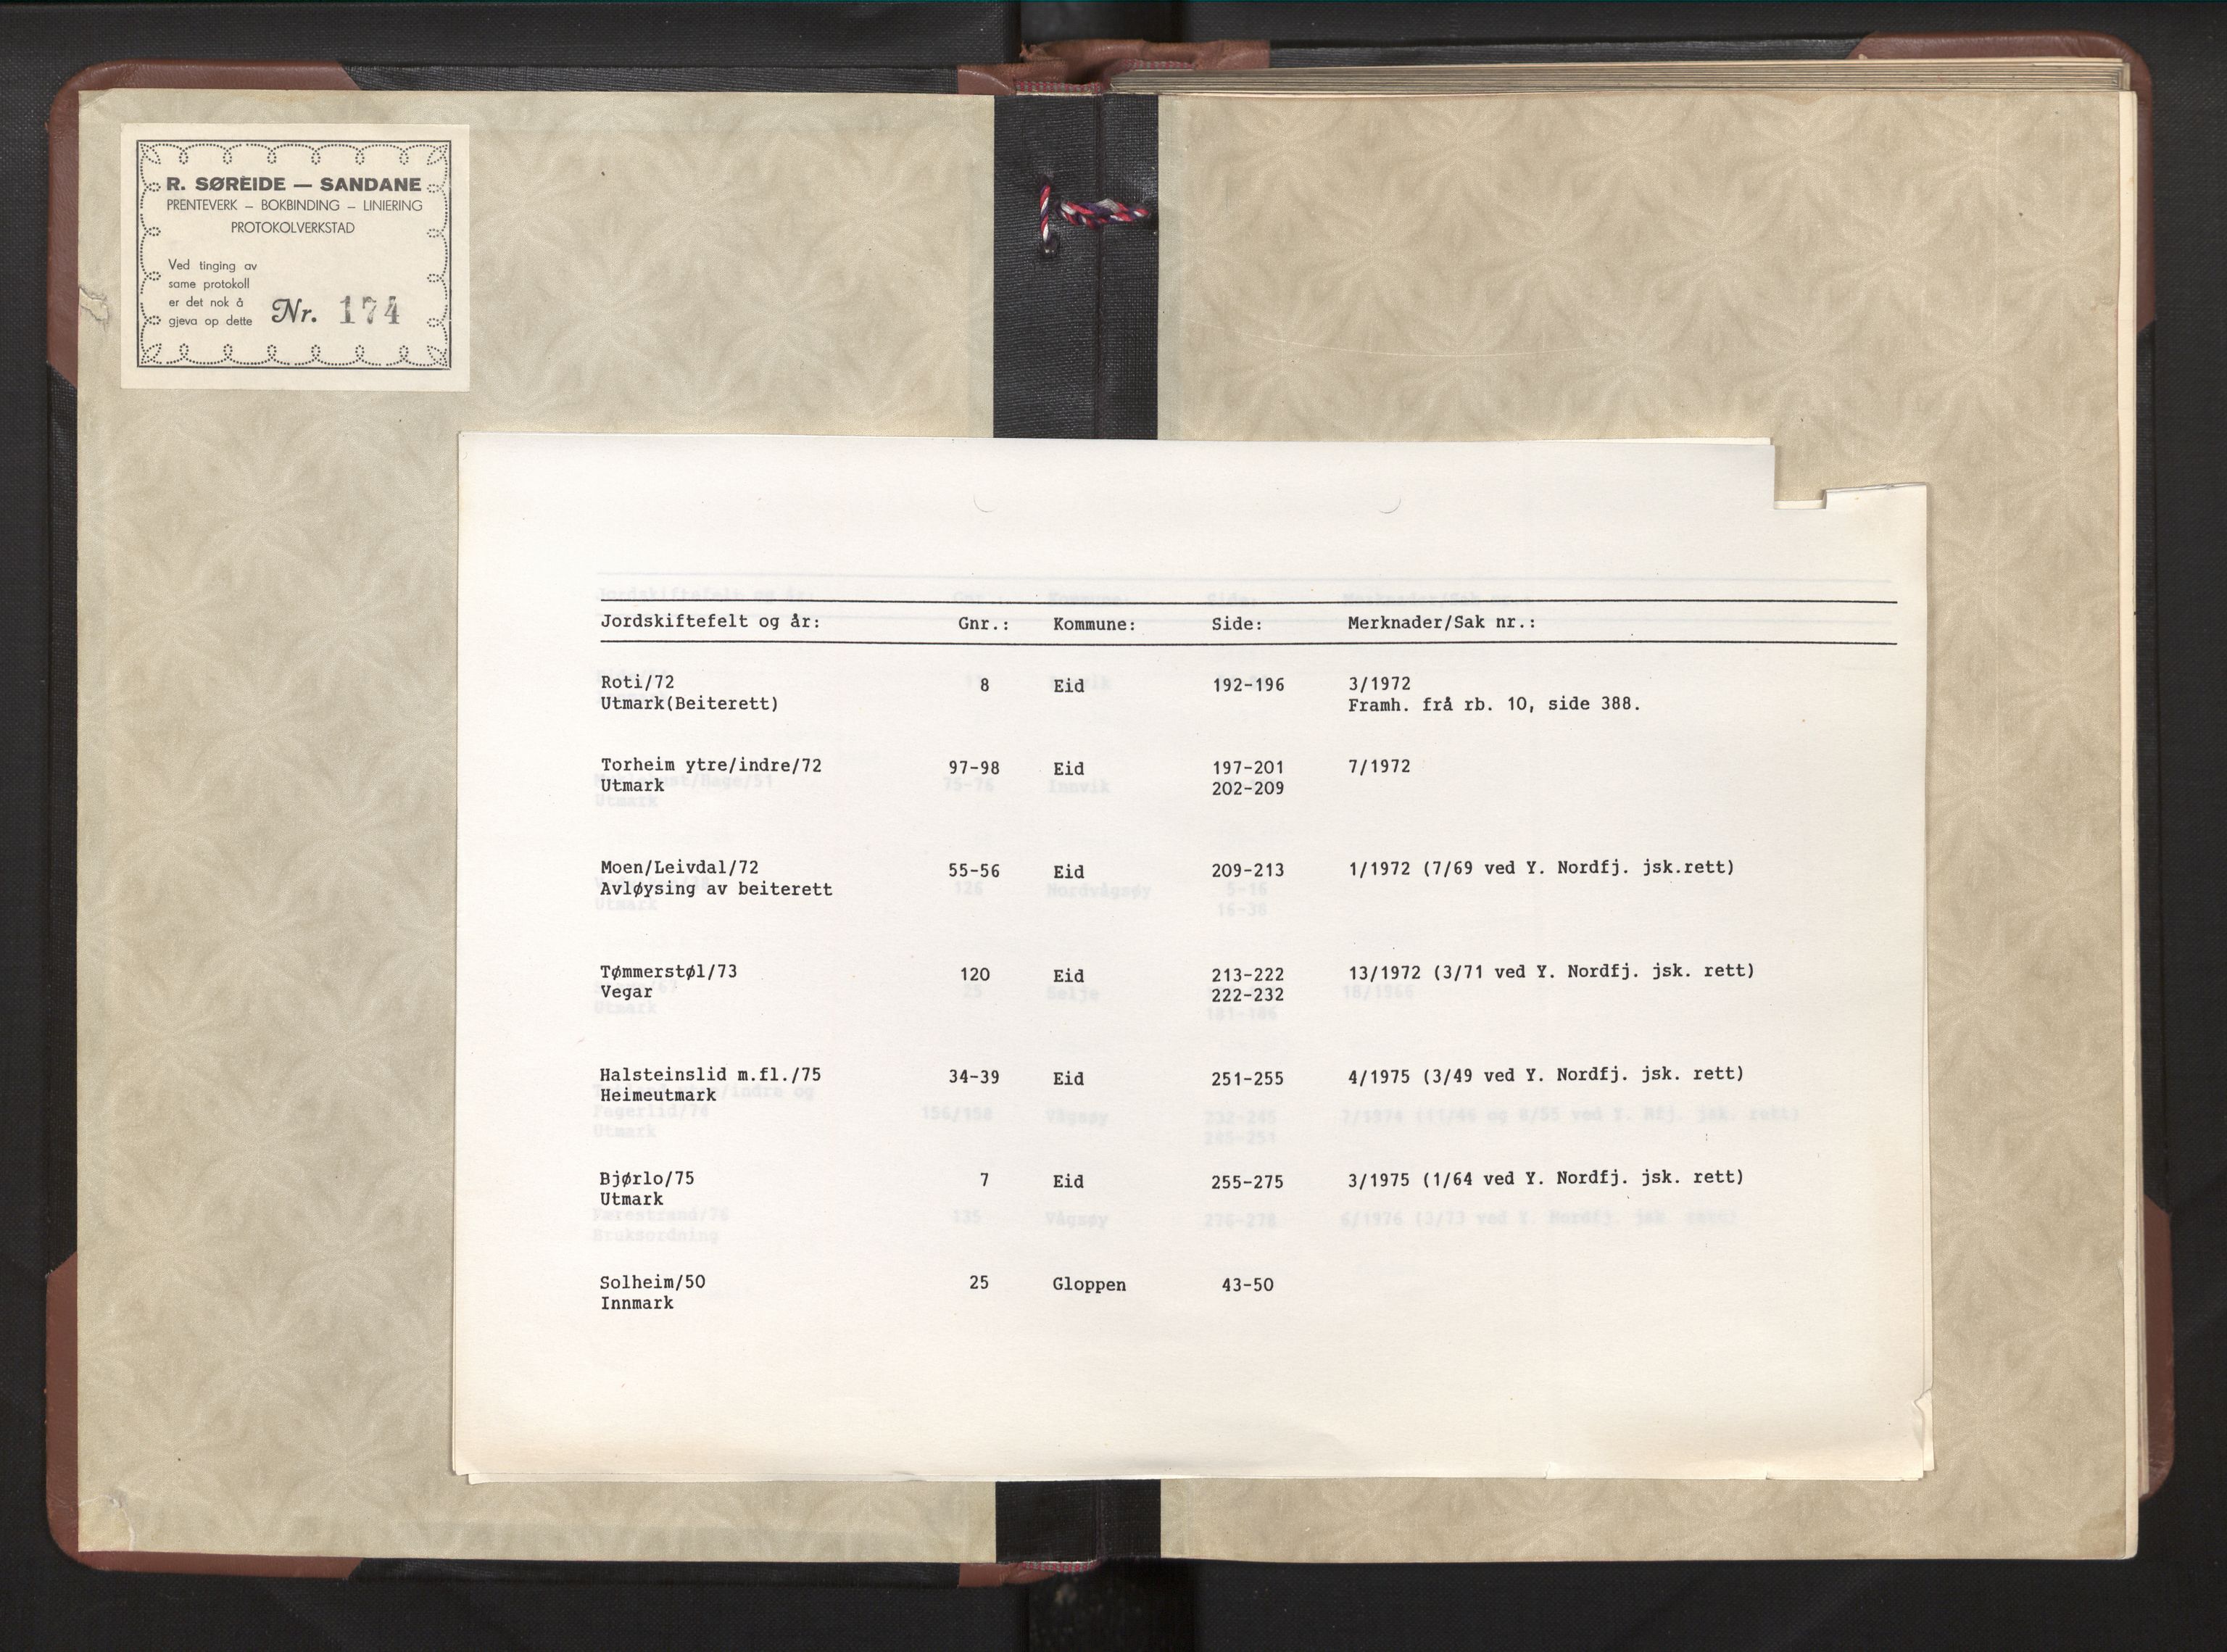 R. SØREIDE — SANDANE
PRENTEVERK – BOKBINDING – LINIERING
PROTOKOLVERKSTAD
Ved tinging av
same protokoll
er det nok å
gjeva op dette Nr. 174
Jordskiftefelt og år: Gnr.: Kommune: Side: Merknader/Sak nr.:
Roti/72 8 Eid 192-196 3/1972
Utmark(Beiterett) Framh. frå rb. 10, side 388.
Torheim ytre/indre/72 97-98 Eid 197-201 7/1972
Utmark 202-209
Moen/Leivdal/72 55-56 Eid 209-213 1/1972 (7/69 ved Y. Nordfj. jsk.rett)
Avløysing av beiterett
Tømmerstøl/73 120 Eid 213-222 13/1972 (3/71 ved Y. Nordfj. jsk. rett)
Vegar 222-232
Halsteinslid m.fl./75 34-39 Eid 251-255 4/1975 (3/49 ved Y. Nordfj. jsk. rett)
Heimeutmark
Bjørlo/75 7 Eid 255-275 3/1975 (1/64 ved Y. Nordfj. jsk. rett)
Utmark
Solheim/50 25 Gloppen 43-50
Innmark